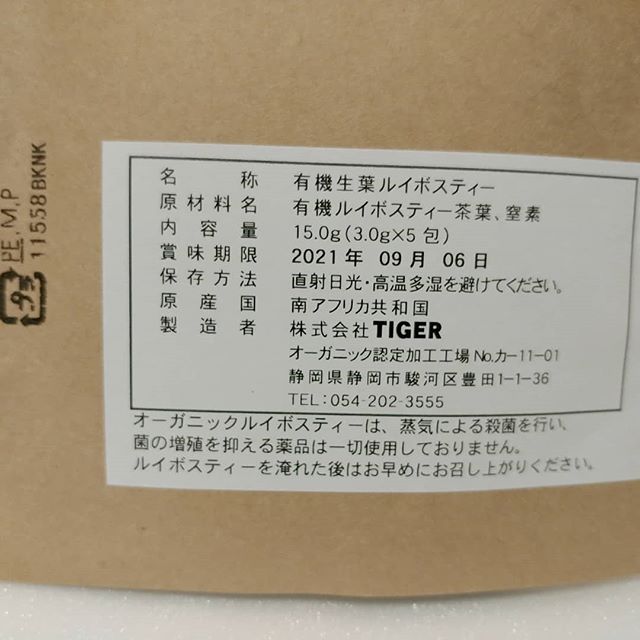 名称 有機生葉ルイボスティー
原材料名 有機ルイボスティー茶葉、窒素
内容量 15.0g(3.0g×5包)
賞味期限 2021年 09月 06日
保存方法 直射日光・高温多湿を避けてください。
原産国 南アフリカ共和国
製造者 株式会社TIGER
オーガニック認定加工工場No.カー11-01
静岡県静岡市駿河区豊田1-1-36
TEL:054-202-3555
オーガニックルイボスティーは、蒸気による殺菌を行い、
菌の増殖を抑える薬品は一切使用しておりません。
ルイボスティーを淹れた後はお早めにお召し上がりください。
プラ
PE,M,P
11558BKNK